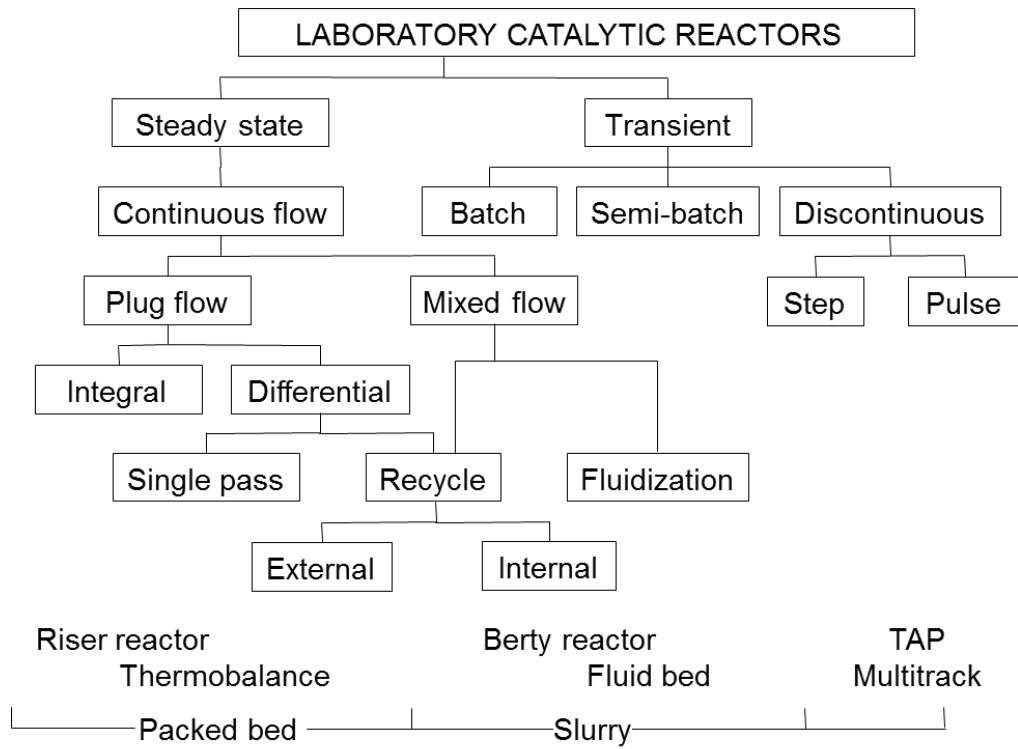 LABORATORY CATALYTIC REACTORS
Steady state
Transient
Continuous flow
Batch
Semi-batch
Discontinuous
Plug flow
Mixed flow
Step
Pulse
Integral
Differential
Single pass
Recycle
Fluidization
External
Internal
Riser reactor
Berty reactor
TAP
Thermobalance
Fluid bed
Multitrack
Packed bed
Slurry